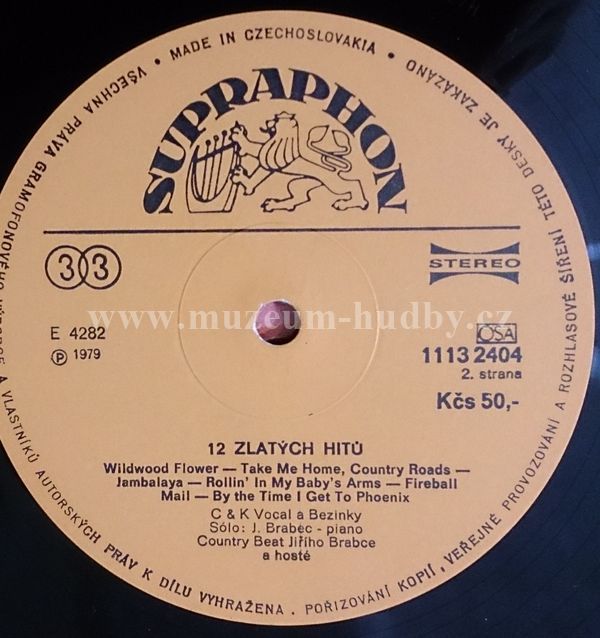 VŠECHNA PRÁVA GRAMOFONOVÉHO VÝROBCE A VLASTNÍKŮ AUTORSKÝCH PRÁV K DÍLU VYHRAŽENA . POŘIZOVÁNÍ KOPIÍ, VEŘEJNÉ PROVOZOVÁNÍ A ROZHLASOVÉ ŠÍŘENÍ TÉTO DESKY JE ZAKÁZÁNO • MADE IN CZECHOSLOVAKIA •
SUPRAPHON
33
STEREO
www.muzeum-hudby.cz
E 4282
OSA
℗ 1979
1113 2404
2. strana
Kčs 50,-
12 ZLATÝCH HITŮ
Wildwood Flower — Take Me Home, Country Roads —
Jambalaya — Rollin' In My Baby's Arms — Fireball
Mail — By the Time I Get To Phoenix
C & K Vocal a Bezinky
Sólo: J. Brabec - piano
Country Beat Jiřího Brabce
a hosté